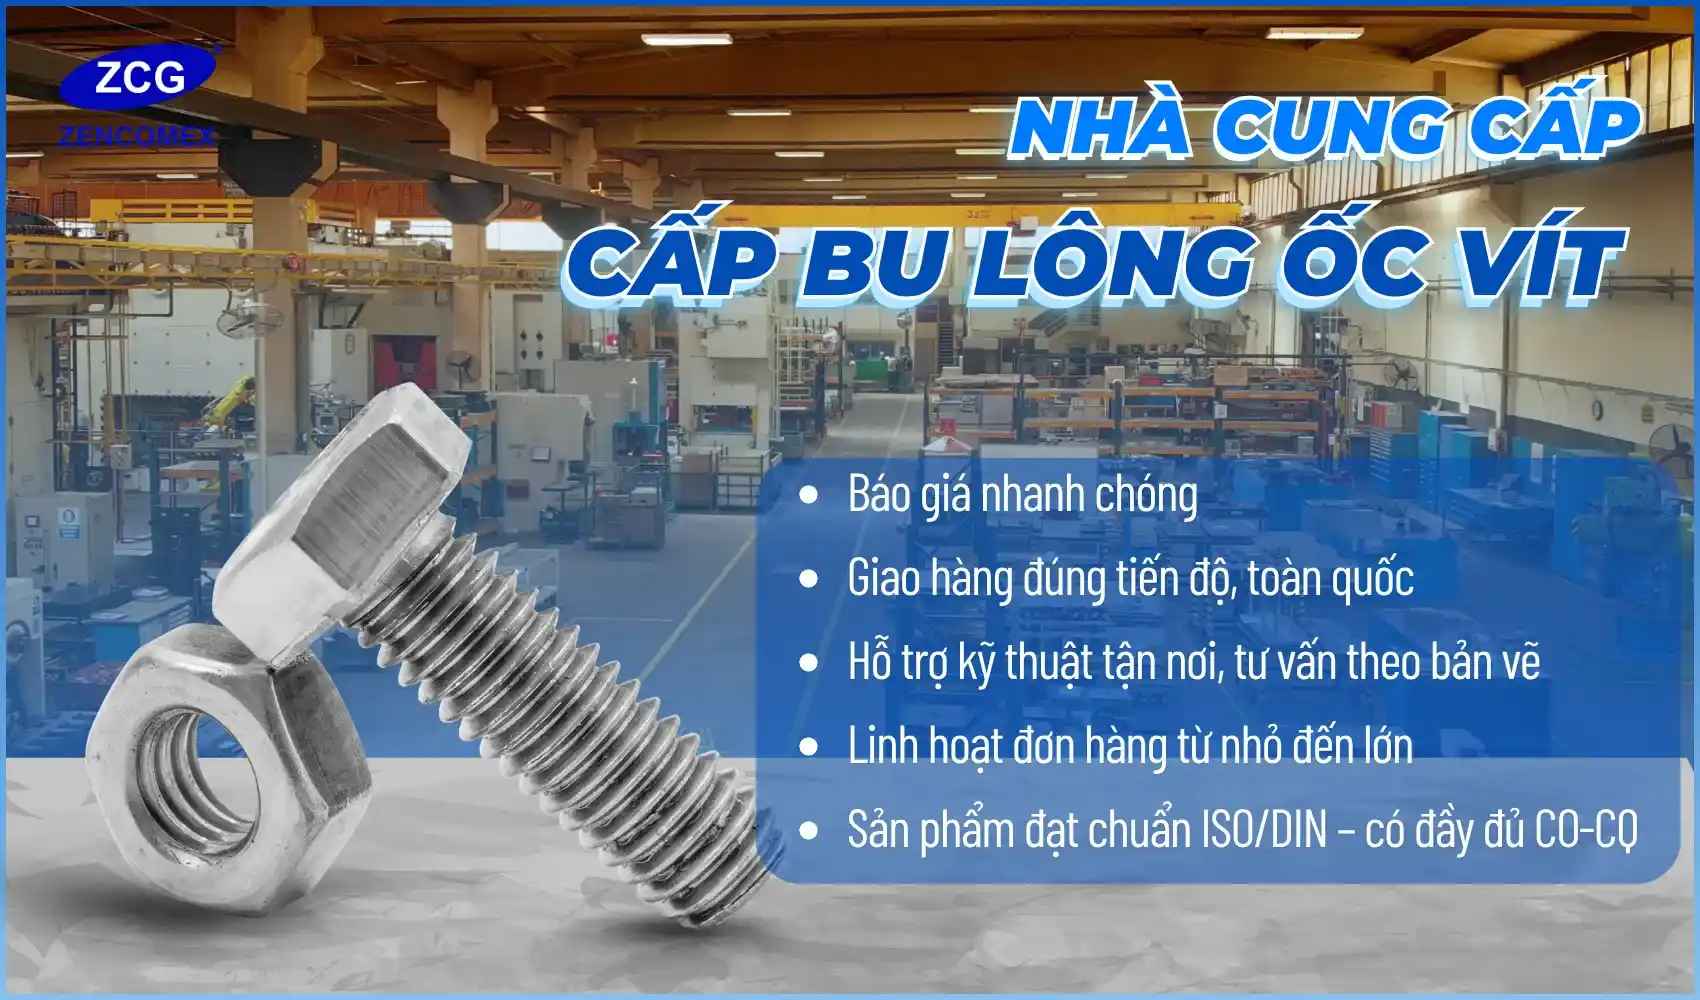 ZCG
ZENCOMEX
NHÀ CUNG CẤP
CẤP BU LÔNG ỐC VÍT
• Báo giá nhanh chóng
• Giao hàng đúng tiến độ, toàn quốc
• Hỗ trợ kỹ thuật tận nơi, tư vấn theo bản vẽ
• Linh hoạt đơn hàng từ nhỏ đến lớn
• Sản phẩm đạt chuẩn ISO/DIN – có đầy đủ CO-CQ